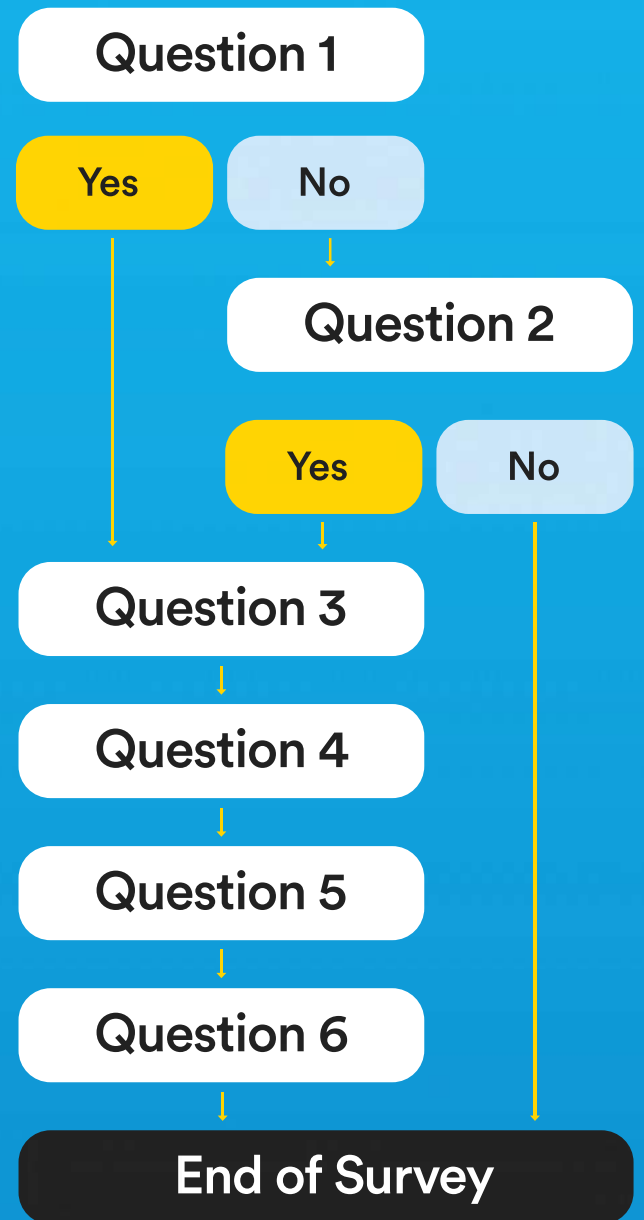 Question 1
Yes
No
Question 2
Yes
No
Question 3
Question 4
Question 5
Question 6
End of Survey